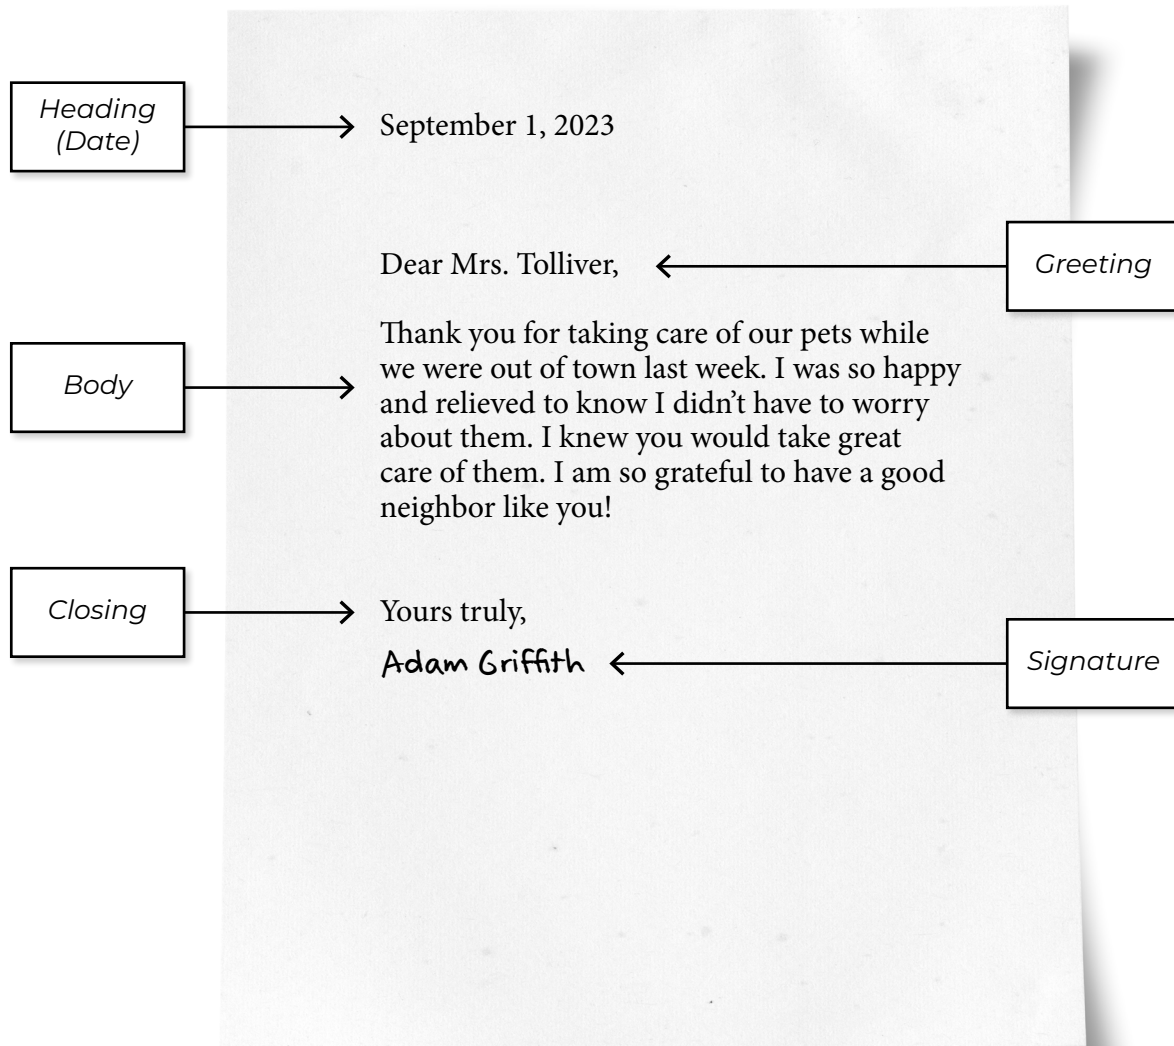 Heading
(Date)
September 1, 2023
Dear Mrs. Tolliver,
Greeting
Thank you for taking care of our pets while
we were out of town last week. I was so happy
Body
and relieved to know I didn’t have to worry
about them. I knew you would take great
care of them. I am so grateful to have a good
neighbor like you!
Closing
Yours truly,
Adam Griffith
Signature